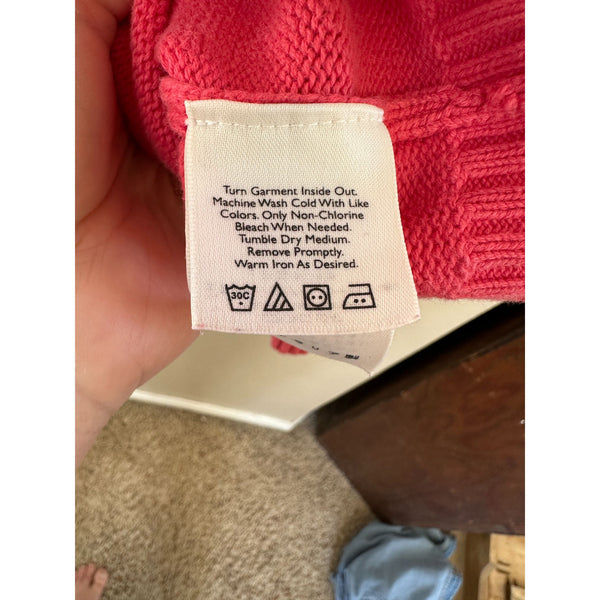 Turn Garment Inside Out.
Machine Wash Cold With Like
Colors. Only Non-Chlorine
Bleach When Needed.
Tumble Dry Medium.
Remove Promptly.
Warm Iron As Desired.
30C